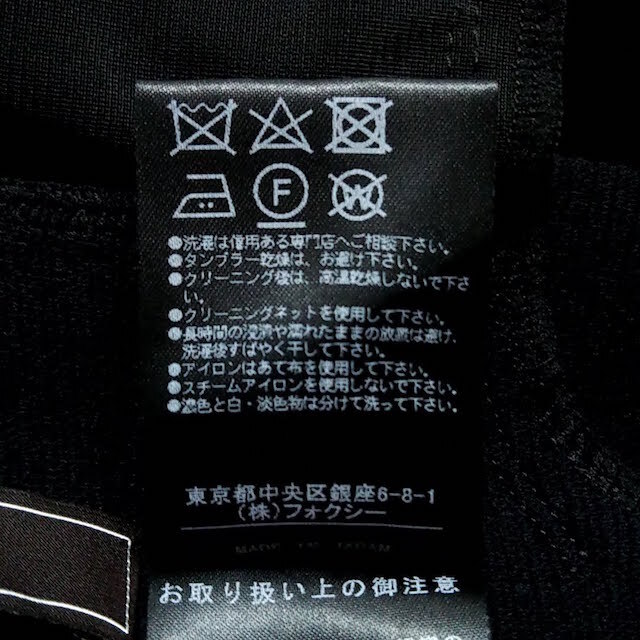 F
W
●洗濯は信用ある専門店へご相談下さい。
●タンブラー乾燥は、お避け下さい。
●クリーニング後は、高温乾燥しないで下さ
い。
●クリーニングネットを使用して下さい。
●長時間の浸漬や濡れたままの放置は避け、
洗濯後すばやく干して下さい。
●アイロンはあて布を使用して下さい。
●スチームアイロンを使用しないで下さい。
●濃色と白・淡色物は分けて洗って下さい。
東京都中央区銀座6-8-1
(株)フォクシー
MADE IN JAPAN
お取り扱い上の御注意